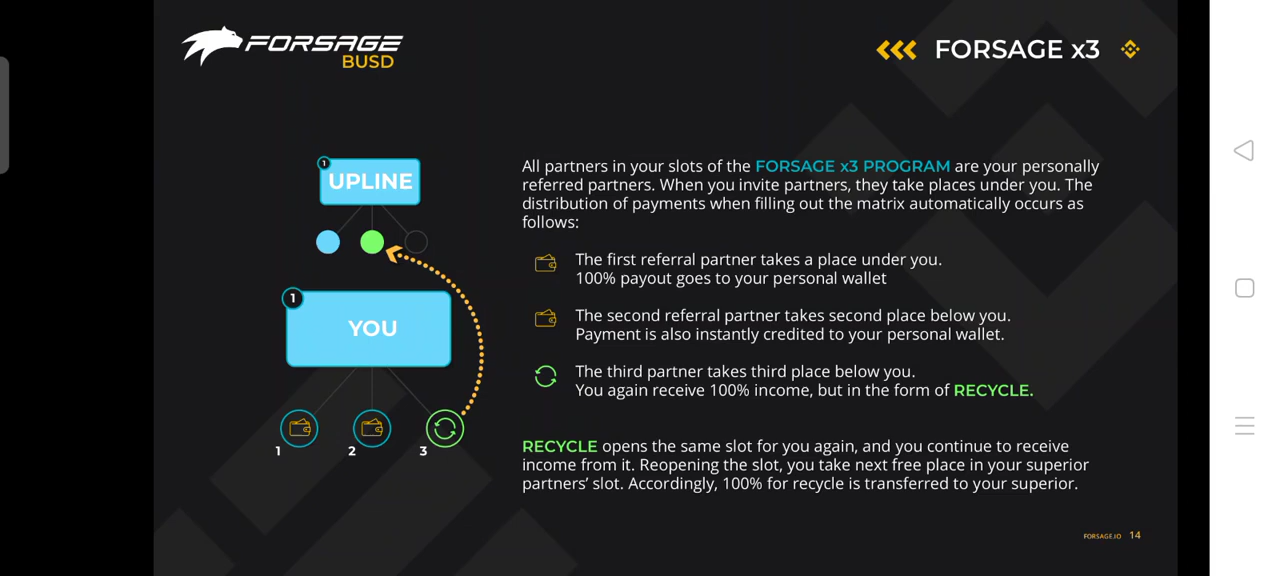 FORSAGE
BUSD
FORSAGE x3
1
UPLINE
1
YOU
1
2
3
All partners in your slots of the FORSAGE x3 PROGRAM are your personally
referred partners. When you invite partners, they take places under you. The
distribution of payments when filling out the matrix automatically occurs as
follows:
The first referral partner takes a place under you.
100% payout goes to your personal wallet
The second referral partner takes second place below you.
Payment is also instantly credited to your personal wallet.
The third partner takes third place below you.
You again receive 100% income, but in the form of RECYCLE.
RECYCLE opens the same slot for you again, and you continue to receive
income from it. Reopening the slot, you take next free place in your superior
partners’ slot. Accordingly, 100% for recycle is transferred to your superior.
FORSAGE.IO 14